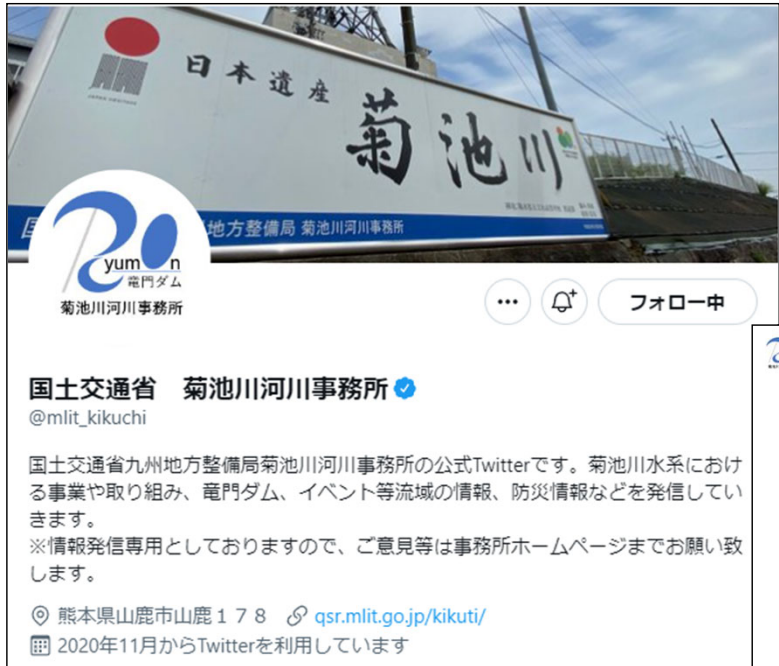 日本遺産 菊池川
JAPAN HERITAGE
地方整備局 菊池川河川事務所
yumon
竜門ダム
菊池川河川事務所
フォロー中
国土交通省　菊池川河川事務所
@mlit_kikuchi
国土交通省九州地方整備局菊池川河川事務所の公式Twitterです。菊池川水系におけ
る事業や取り組み、竜門ダム、イベント等流域の情報、防災情報などを発信してい
きます。
※情報発信専用としておりますので、ご意見等は事務所ホームページまでお願い致
します。
熊本県山鹿市山鹿１７８ qsr.mlit.go.jp/kikuti/
2020年11月からTwitterを利用しています